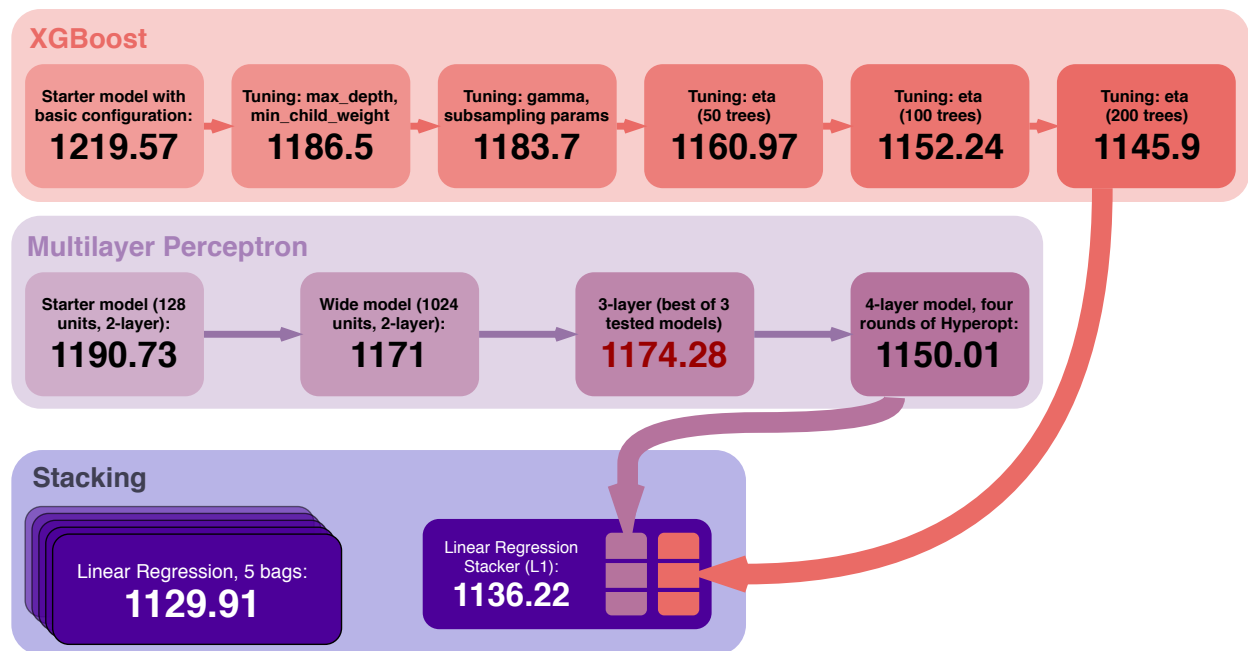 XGBoost
Starter model with
basic configuration:
1219.57
Tuning: max_depth,
min_child_weight
1186.5
Tuning: gamma,
subsampling params
1183.7
Tuning: eta
(50 trees)
1160.97
Tuning: eta
(100 trees)
1152.24
Tuning: eta
(200 trees)
1145.9
Multilayer Perceptron
Starter model (128
units, 2-layer):
1190.73
Wide model (1024
units, 2-layer):
1171
3-layer (best of 3
tested models)
1174.28
4-layer model, four
rounds of Hyperopt:
1150.01
Stacking
Linear Regression, 5 bags:
1129.91
Linear Regression
Stacker (L1):
1136.22